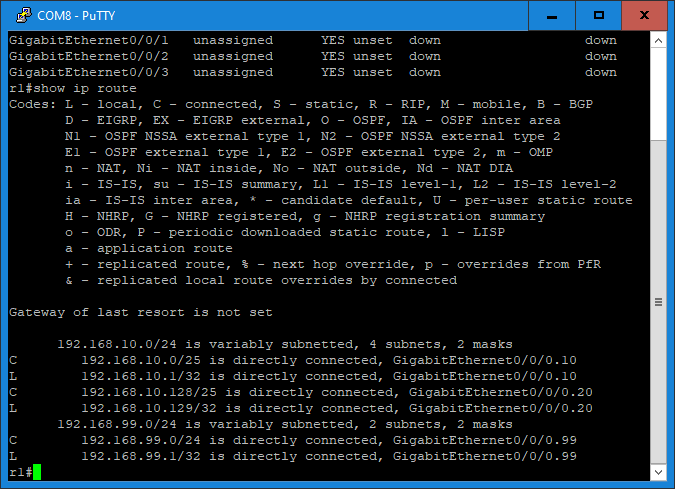 COM8 - PuTTY
GigabitEthernet0/0/1   unassigned      YES unset  down                  down
GigabitEthernet0/0/2   unassigned      YES unset  down                  down
GigabitEthernet0/0/3   unassigned      YES unset  down                  down
r1#show ip route
Codes: L - local, C - connected, S - static, R - RIP, M - mobile, B - BGP
       D - EIGRP, EX - EIGRP external, O - OSPF, IA - OSPF inter area
       N1 - OSPF NSSA external type 1, N2 - OSPF NSSA external type 2
       E1 - OSPF external type 1, E2 - OSPF external type 2, m - OMP
       n - NAT, Ni - NAT inside, No - NAT outside, Nd - NAT DIA
       i - IS-IS, su - IS-IS summary, L1 - IS-IS level-1, L2 - IS-IS level-2
       ia - IS-IS inter area, * - candidate default, U - per-user static route
       H - NHRP, G - NHRP registered, g - NHRP registration summary
       o - ODR, P - periodic downloaded static route, l - LISP
       a - application route
       + - replicated route, % - next hop override, p - overrides from PfR
       & - replicated local route overrides by connected
Gateway of last resort is not set
      192.168.10.0/24 is variably subnetted, 4 subnets, 2 masks
C        192.168.10.0/25 is directly connected, GigabitEthernet0/0/0.10
L        192.168.10.1/32 is directly connected, GigabitEthernet0/0/0.10
C        192.168.10.128/25 is directly connected, GigabitEthernet0/0/0.20
L        192.168.10.129/32 is directly connected, GigabitEthernet0/0/0.20
      192.168.99.0/24 is variably subnetted, 2 subnets, 2 masks
C        192.168.99.0/24 is directly connected, GigabitEthernet0/0/0.99
L        192.168.99.1/32 is directly connected, GigabitEthernet0/0/0.99
r1#